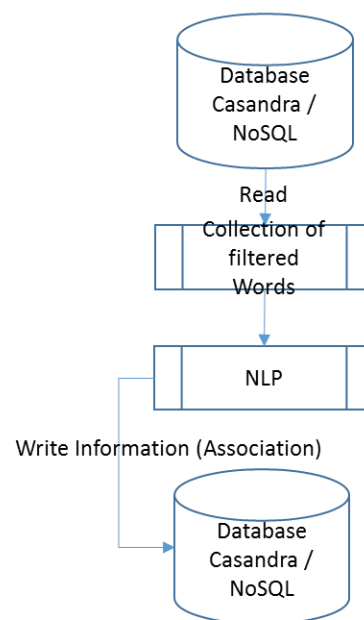 Database
Casandra /
NoSQL
Read
Collection of
filtered
Words
NLP
Write Information (Association)
Database
Casandra /
NoSQL